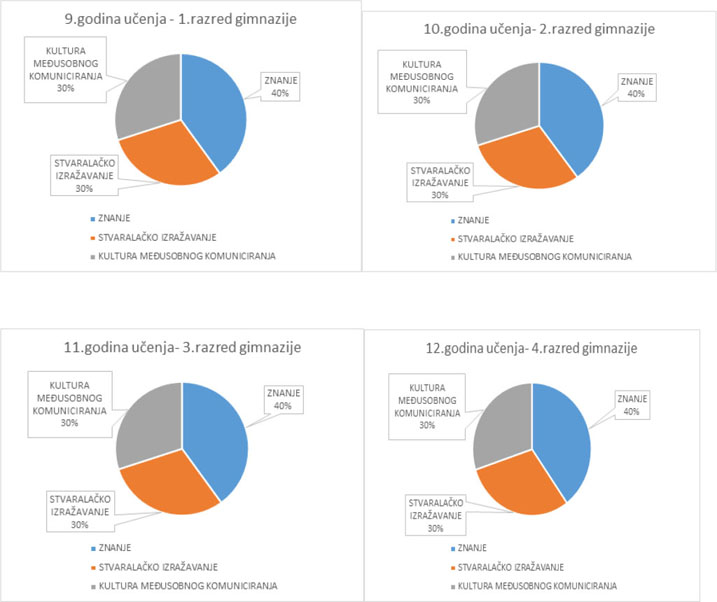 9.godina učenja - 1.razred gimnazije
KULTURA
MEĐUSOBNOG
KOMUNICIRANJA
30%
ZNANJE
40%
STVARALAČKO
IZRAŽAVANJE
30%
ZNANJE
STVARALAČKO IZRAŽAVANJE
KULTURA MEĐUSOBNOG KOMUNICIRANJA
10.godina učenja- 2.razred gimnazije
KULTURA
MEĐUSOBNOG
KOMUNICIRANJA
30%
ZNANJE
40%
STVARALAČKO
IZRAŽAVANJE
30%
ZNANJE
STVARALAČKO IZRAŽAVANJE
KULTURA MEĐUSOBNOG KOMUNICIRANJA
11.godina učenja- 3.razred gimnazije
KULTURA
MEĐUSOBNOG
KOMUNICIRANJA
30%
ZNANJE
40%
STVARALAČKO
IZRAŽAVANJE
30%
ZNANJE
STVARALAČKO IZRAŽAVANJE
KULTURA MEĐUSOBNOG KOMUNICIRANJA
12.godina učenja- 4.razred gimnazije
KULTURA
MEĐUSOBNOG
KOMUNICIRANJA
30%
ZNANJE
40%
STVARALAČKO
IZRAŽAVANJE
30%
ZNANJE
STVARALAČKO IZRAŽAVANJE
KULTURA MEĐUSOBNOG KOMUNICIRANJA